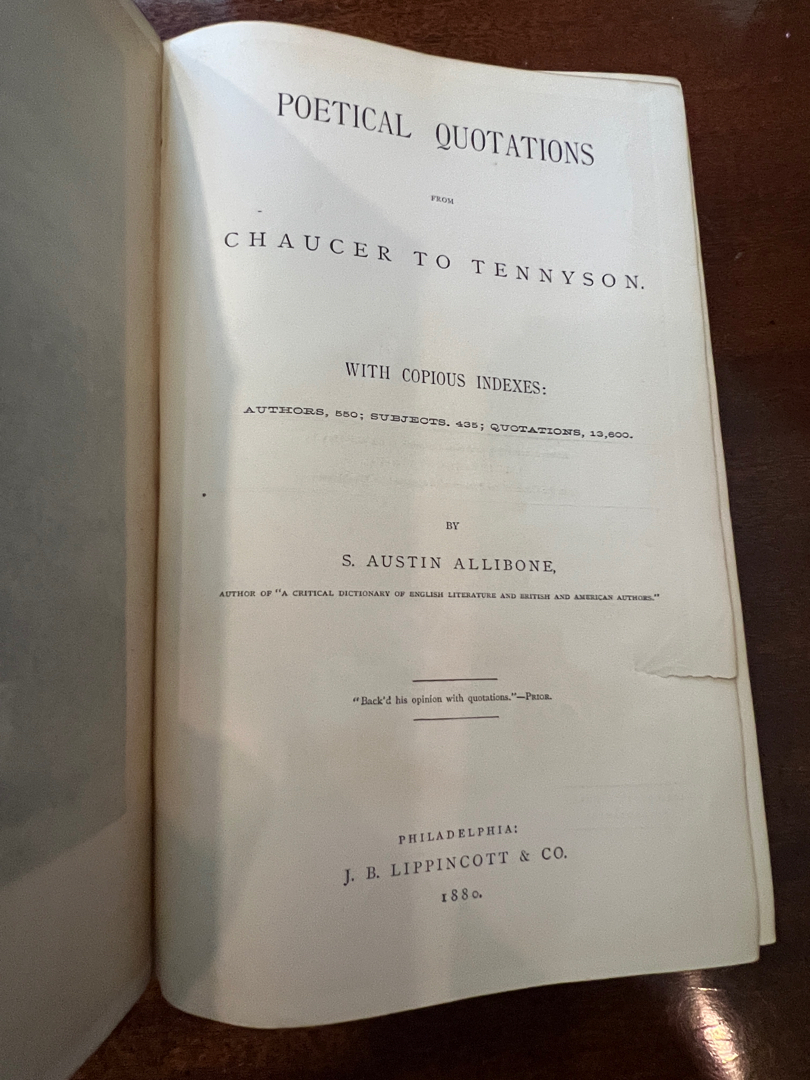 POETICAL QUOTATIONS
FROM
CHAUCER TO TENNYSON.
WITH COPIOUS INDEXES:
AUTHORS, 550; SUBJECTS. 435; QUOTATIONS, 13,600.
BY
S. AUSTIN ALLIBONE,
AUTHOR OF "A CRITICAL DICTIONARY OF ENGLISH LITERATURE AND BRITISH AND AMERICAN AUTHORS."
"Back'd his opinion with quotations."—PRIOR.
PHILADELPHIA:
J. B. LIPPINCOTT & CO.
1880.